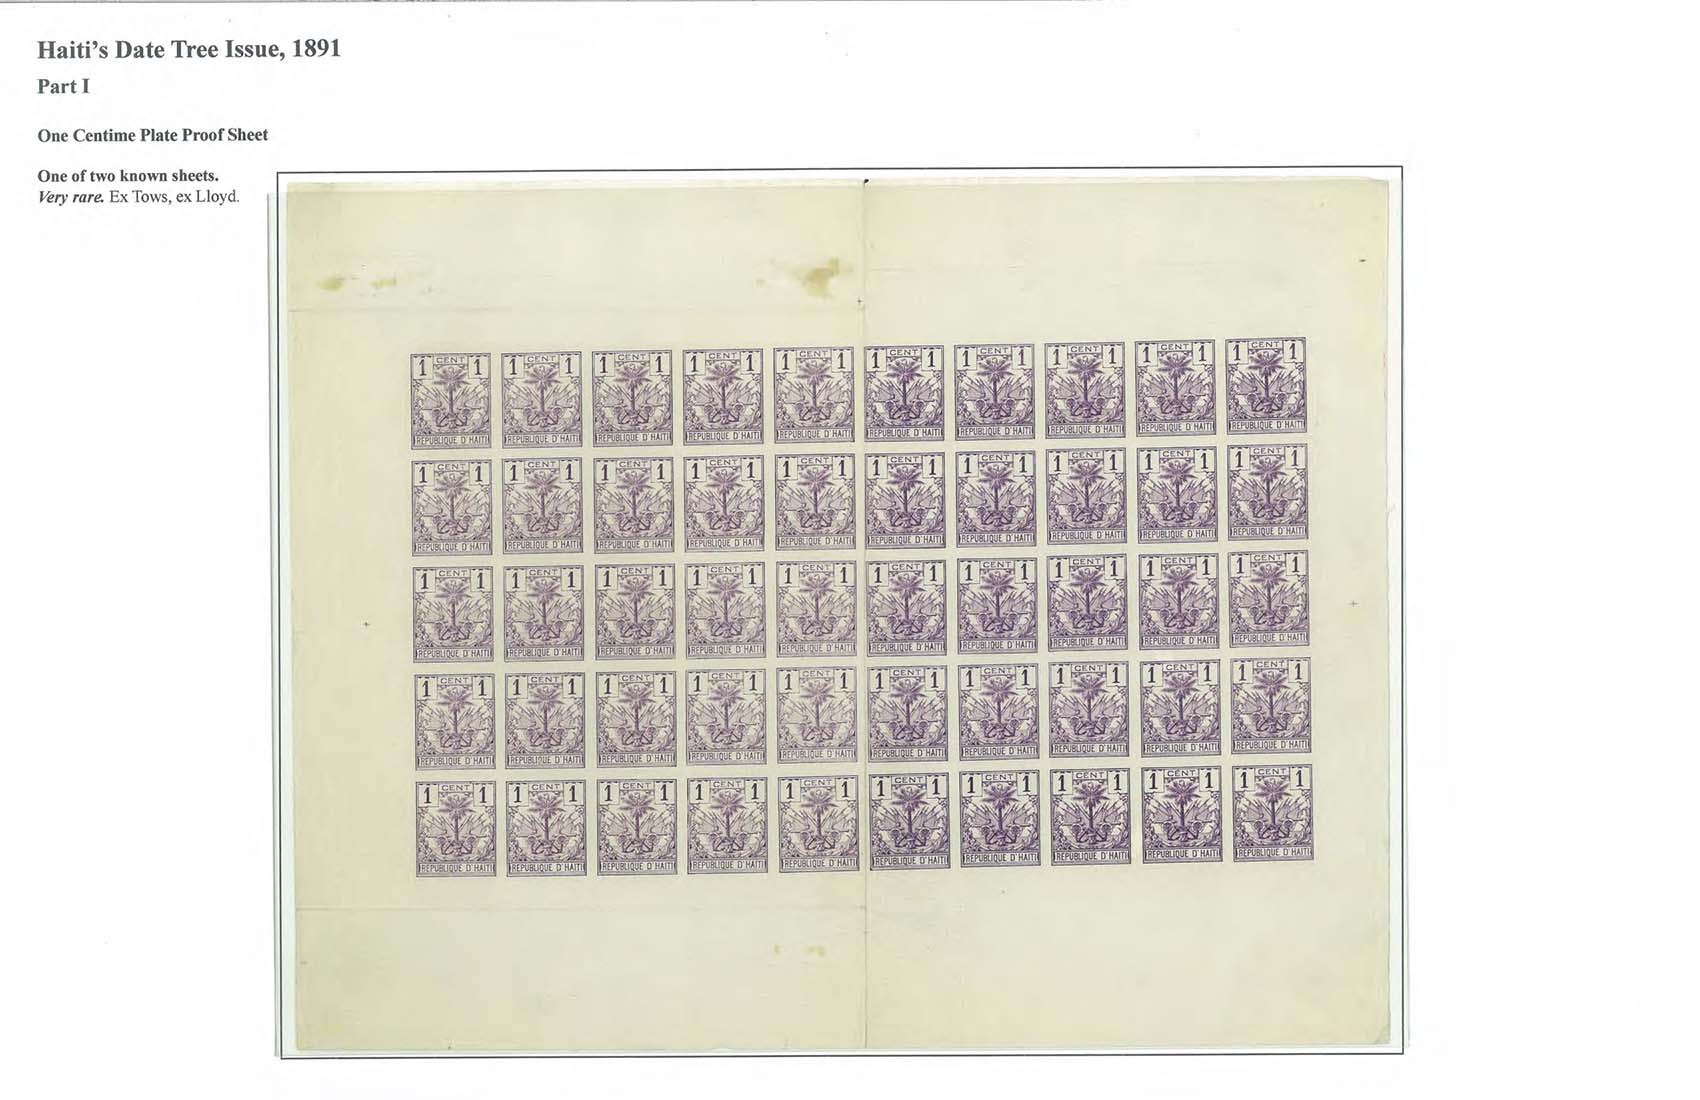 Haiti's Date Tree Issue, 1891
Part I
One Centime Plate Proof Sheet
One of two known sheets.
Very rare. Ex Tows, ex Lloyd.
1 CENT 1 1 CENT 1 1 CENT 1 1 CENT 1 1 CENT 1 1 CENT 1 1 CENT 1 1 CENT 1 1 CENT 1 1 CENT 1
REPUBLIQUE D'HAITI REPUBLIQUE D'HAITI REPUBLIQUE D'HAITI REPUBLIQUE D'HAITI REPUBLIQUE D'HAITI REPUBLIQUE D'HAITI REPUBLIQUE D'HAITI REPUBLIQUE D'HAITI REPUBLIQUE D'HAITI REPUBLIQUE D'HAITI
1 CENT 1 1 CENT 1 1 CENT 1 1 CENT 1 1 CENT 1 1 CENT 1 1 CENT 1 1 CENT 1 1 CENT 1 1 CENT 1
REPUBLIQUE D'HAITI REPUBLIQUE D'HAITI REPUBLIQUE D'HAITI REPUBLIQUE D'HAITI REPUBLIQUE D'HAITI REPUBLIQUE D'HAITI REPUBLIQUE D'HAITI REPUBLIQUE D'HAITI REPUBLIQUE D'HAITI REPUBLIQUE D'HAITI
1 CENT 1 1 CENT 1 1 CENT 1 1 CENT 1 1 CENT 1 1 CENT 1 1 CENT 1 1 CENT 1 1 CENT 1 1 CENT 1
REPUBLIQUE D'HAITI REPUBLIQUE D'HAITI REPUBLIQUE D'HAITI REPUBLIQUE D'HAITI REPUBLIQUE D'HAITI REPUBLIQUE D'HAITI REPUBLIQUE D'HAITI REPUBLIQUE D'HAITI REPUBLIQUE D'HAITI REPUBLIQUE D'HAITI
1 CENT 1 1 CENT 1 1 CENT 1 1 CENT 1 1 CENT 1 1 CENT 1 1 CENT 1 1 CENT 1 1 CENT 1 1 CENT 1
REPUBLIQUE D'HAITI REPUBLIQUE D'HAITI REPUBLIQUE D'HAITI REPUBLIQUE D'HAITI REPUBLIQUE D'HAITI REPUBLIQUE D'HAITI REPUBLIQUE D'HAITI REPUBLIQUE D'HAITI REPUBLIQUE D'HAITI REPUBLIQUE D'HAITI
1 CENT 1 1 CENT 1 1 CENT 1 1 CENT 1 1 CENT 1 1 CENT 1 1 CENT 1 1 CENT 1 1 CENT 1 1 CENT 1
REPUBLIQUE D'HAITI REPUBLIQUE D'HAITI REPUBLIQUE D'HAITI REPUBLIQUE D'HAITI REPUBLIQUE D'HAITI REPUBLIQUE D'HAITI REPUBLIQUE D'HAITI REPUBLIQUE D'HAITI REPUBLIQUE D'HAITI REPUBLIQUE D'HAITI